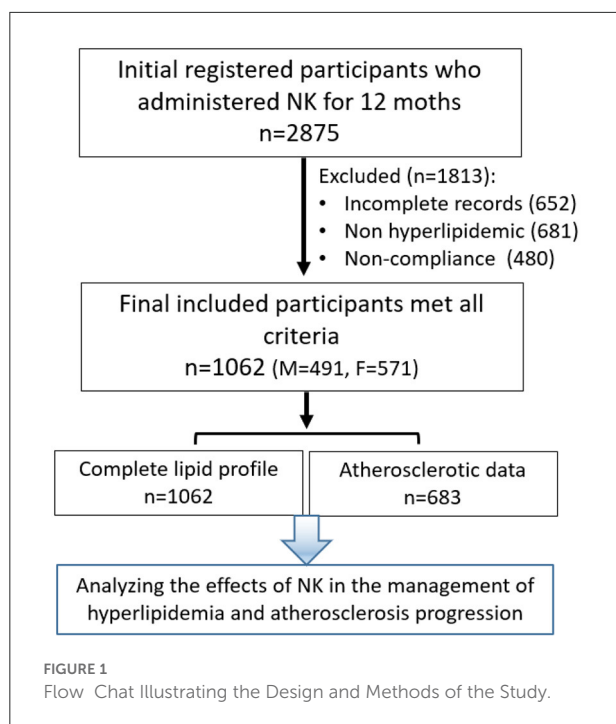 Initial registered participants who
administered NK for 12 moths
n=2875
Excluded (n=1813):
• Incomplete records (652)
• Non hyperlipidemic (681)
• Non-compliance (480)
Final included participants met all
criteria
n=1062 (M=491, F=571)
Complete lipid profile
n=1062
Atherosclerotic data
n=683
Analyzing the effects of NK in the management of
hyperlipidemia and atherosclerosis progression
FIGURE 1
Flow Chat Illustrating the Design and Methods of the Study.